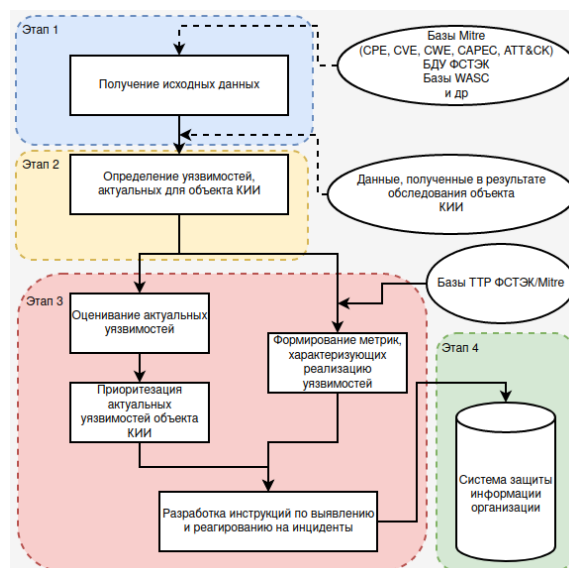 Этап 1
Базы Mitre
(CPE, CVE, CWE, CAPEC, ATT&CK)
БДУ ФСТЭК
Базы WASC
и др
Получение исходных данных
Этап 2
Определение уязвимостей,
актуальных для объекта КИИ
Данные, полученные в результате
обследования объекта
КИИ
Этап 3
Базы ТТР ФСТЭК/Mitre
Оценивание актуальных
уязвимостей
Формирование метрик,
характеризующих
реализацию
уязвимостей
Этап 4
Приоритезация
актуальных
уязвимостей объекта
КИИ
Система защиты
информации
организации
Разработка инструкций по выявлению
и реагированию на инциденты